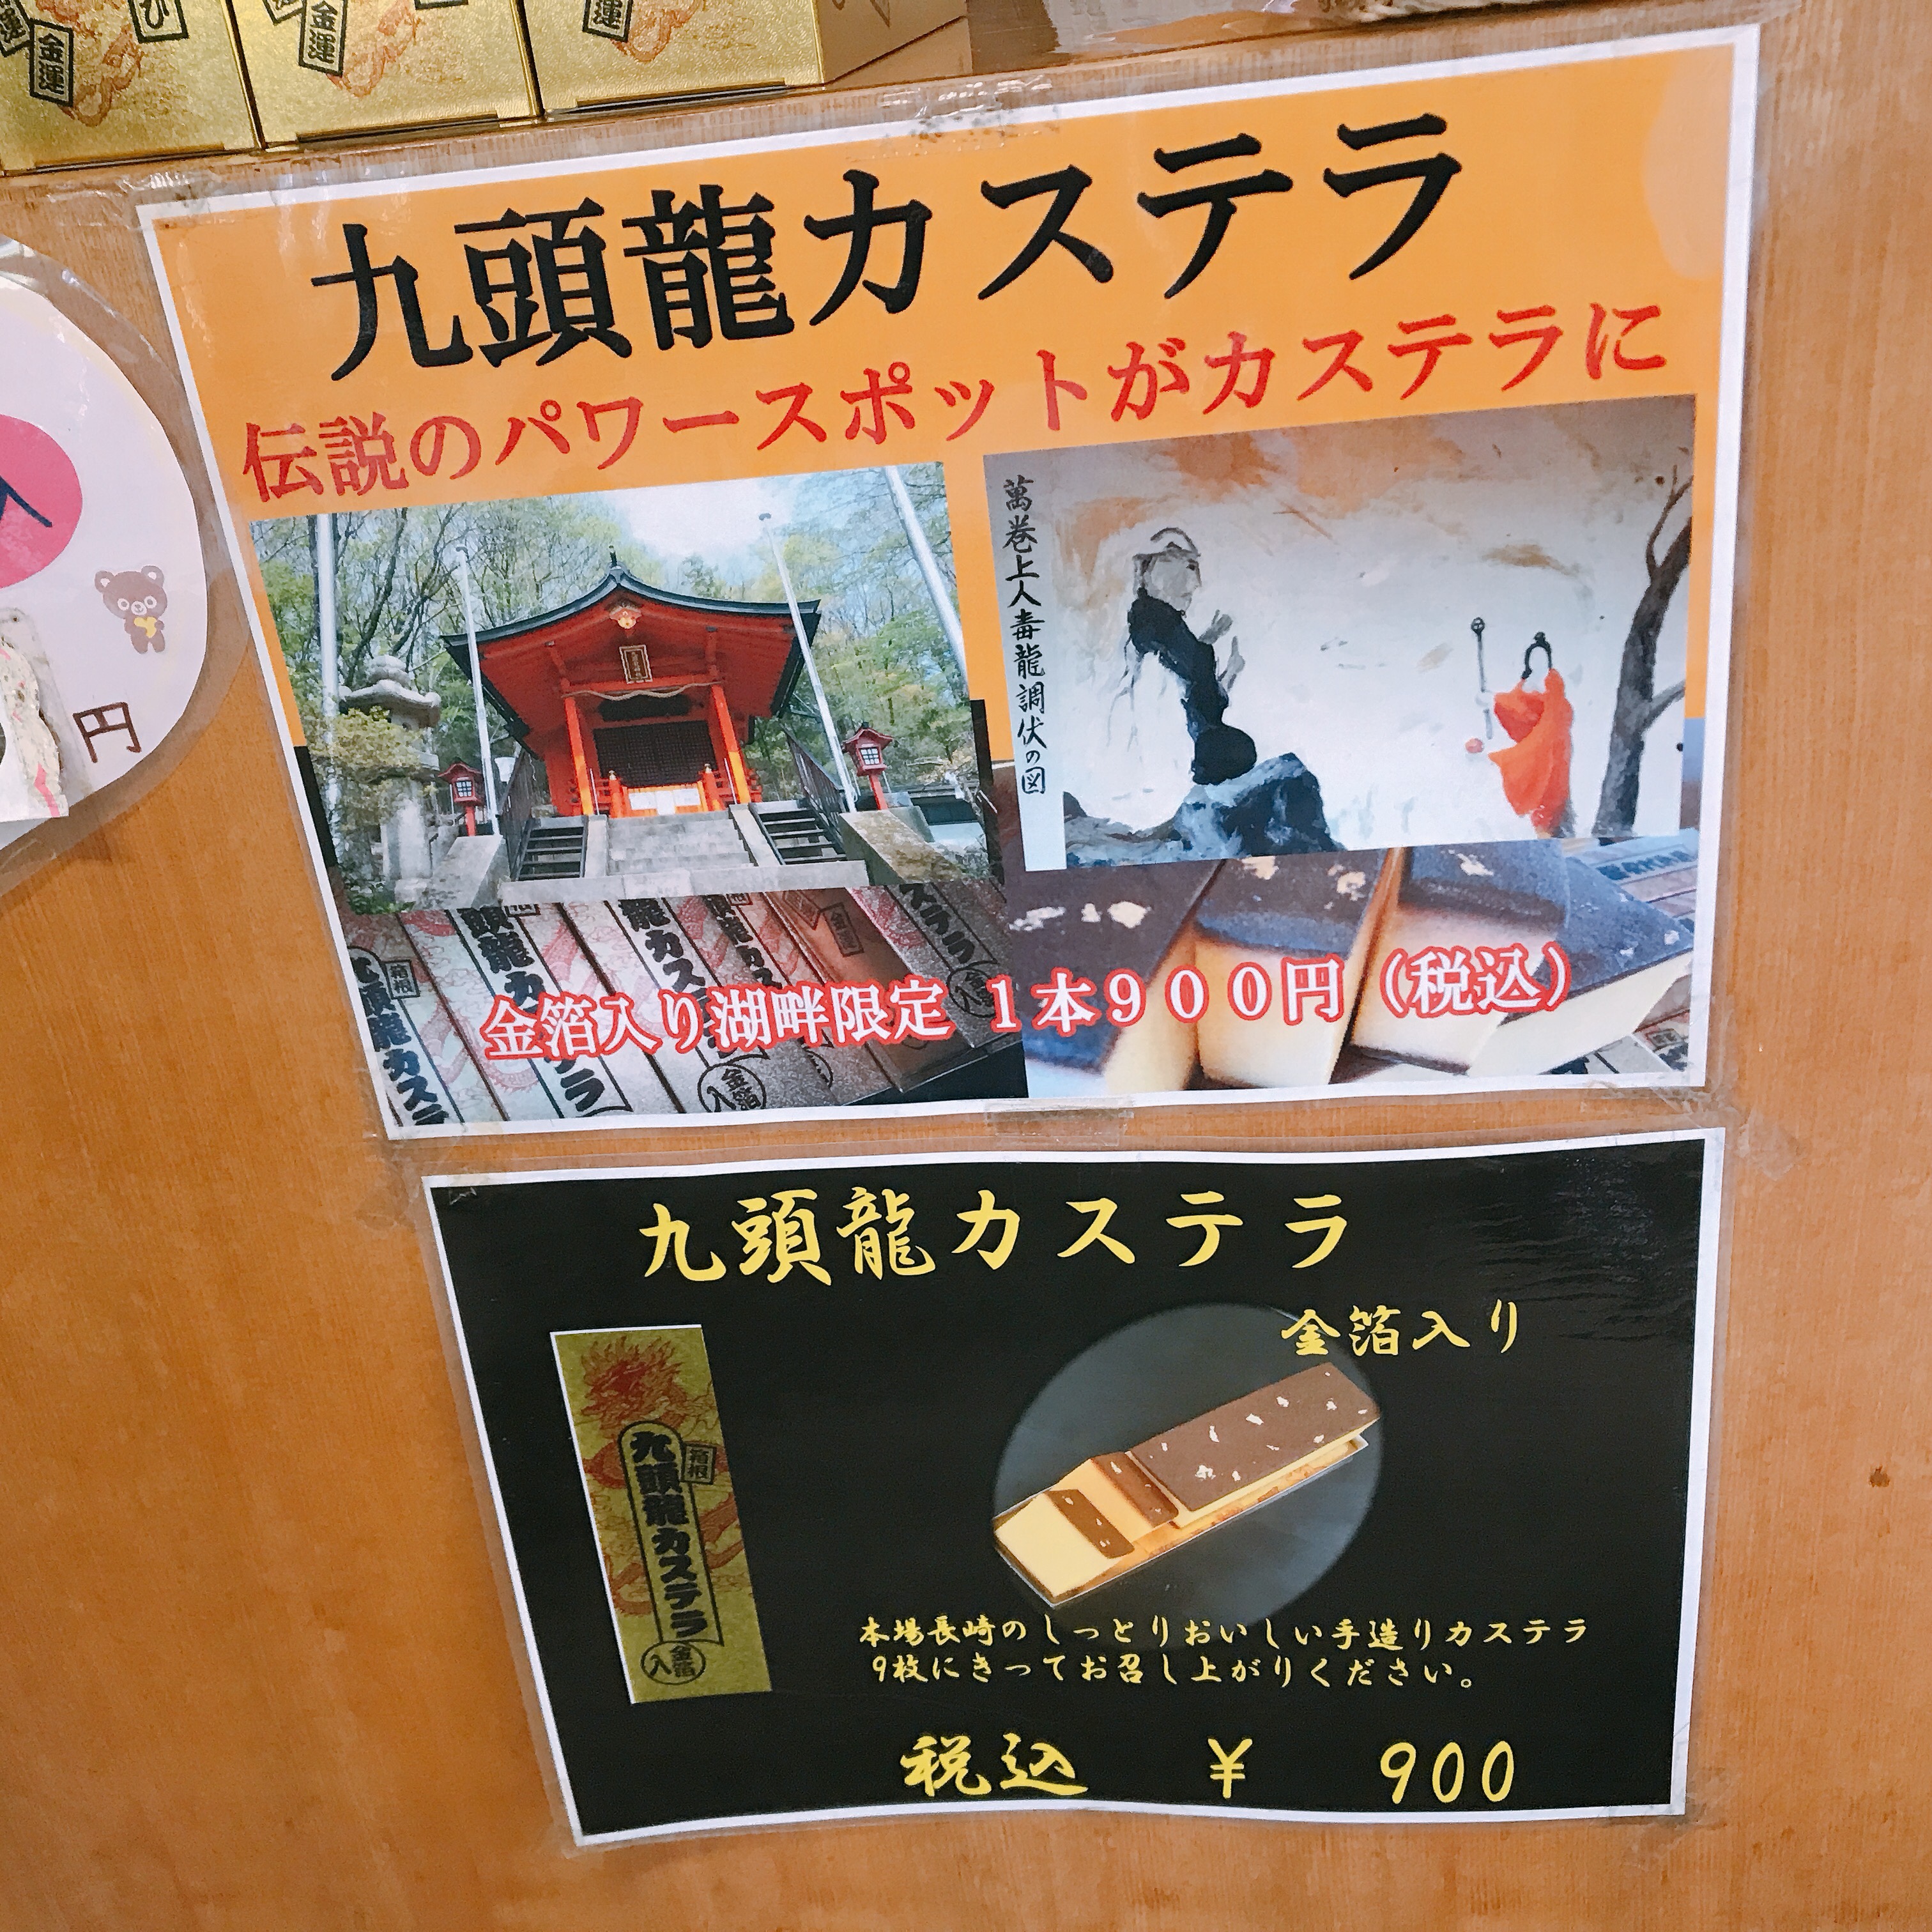 金運
金運
円
九頭龍カステラ
伝説のパワースポットがカステラに
萬巻上人毒龍調伏の図
金箔入り湖畔限定 1本900円（税込）
九頭龍カステラ
金箔入り
箱根
九頭龍カステラ
金箔入
本場長崎のしっとりおいしい手造りカステラ
9枚にきってお召し上がりください。
税込 ¥ 900